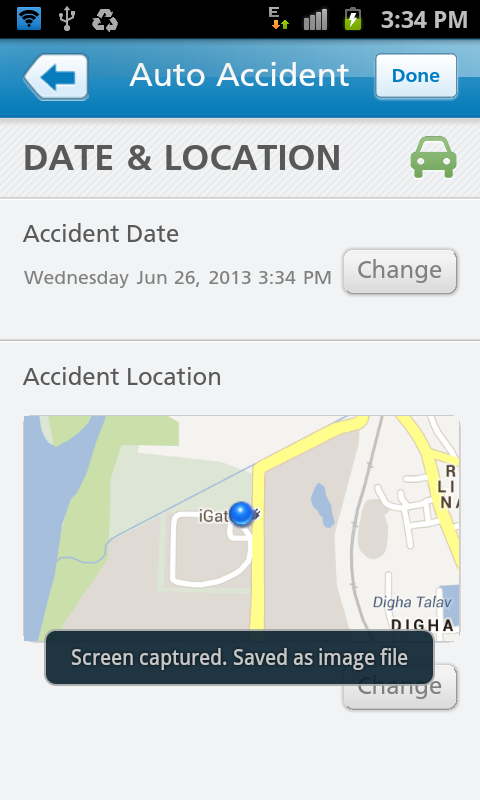 E
3:34 PM
Auto Accident
Done
DATE & LOCATION
Accident Date
Wednesday Jun 26, 2013 3:34 PM
Change
Accident Location
R
LI
N
iGat
Digha Talav
DIGHA
Screen captured. Saved as image file
Change